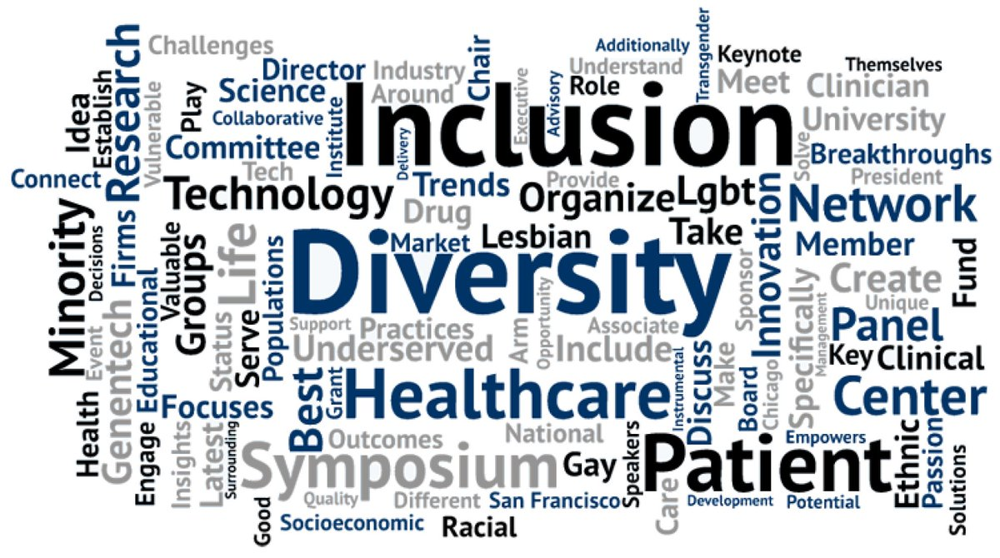 Challenges
Director
Industry
Chair
Additionally
Transgender
Keynote
Understand
Themselves
Research
Idea
Establish
Vulnerable
Play
Science
Around
Executive
Advisory
Role
Meet
Clinician
Collaborative
Institute
Inclusion
University
Committee
Delivery
Solve
Breakthroughs
Connect
Tech
Trends
Provide
President
Technology
Organize
Lgbt
Innovation
Network
Minority
Decisions
Firms
Valuable
Groups
Life
Drug
Lesbian
Take
Populations
Market
Member
Fund
Diversity
Sponsor
Create
Specifically
Unique
Genentech
Event
Educational
Status
Serve
Support
Practices
Arm
Opportunity
Associate
Management
Panel
Underserved
Include
Instrumental
Discuss
Make
Board
Chicago
Key
Clinical
Health
Focuses
Best
Grant
Healthcare
Center
Engage
Insights
Latest
Surrounding
Outcomes
National
Speakers
Empowers
Ethnic
Passion
Solutions
Symposium
Gay
Patient
Good
Quality
Different
San Francisco
Care
Development
Potential
Socioeconomic
Racial